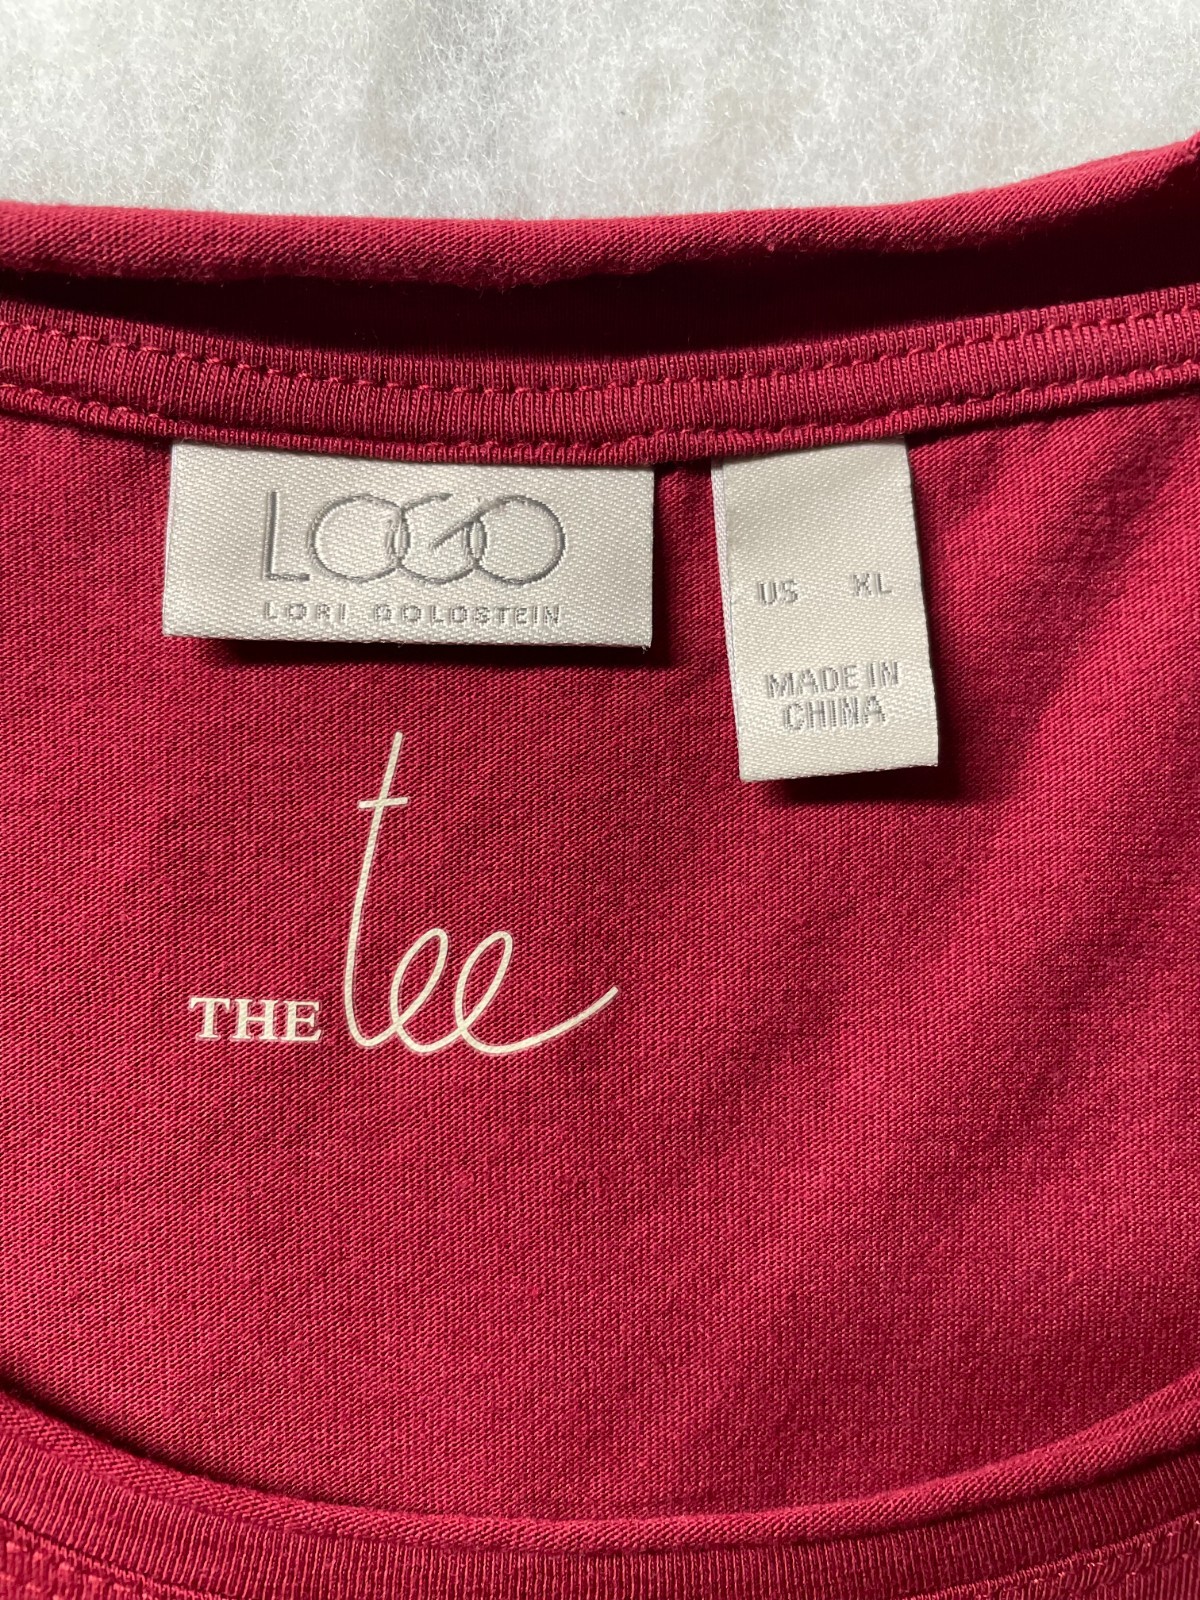 LOGO
LORI GOLDSTEIN
US XL
MADE IN
CHINA
THE tee